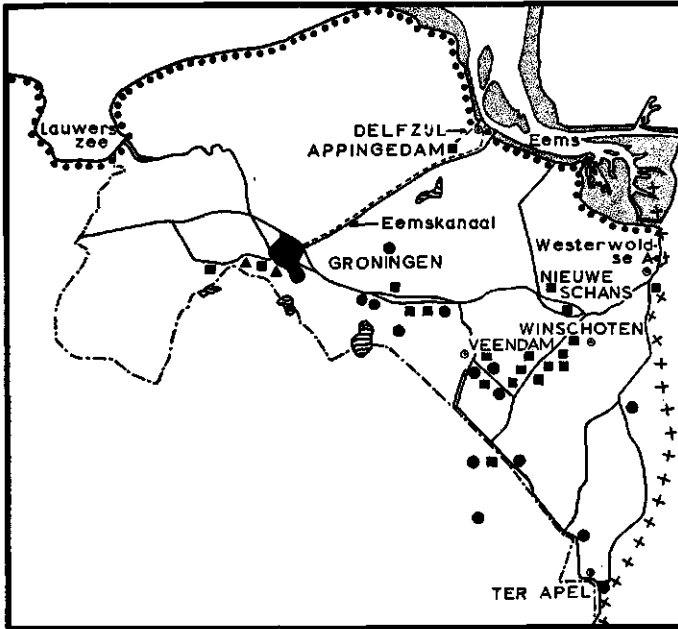 Lauwers
zee
DELFZIJL
APPINGEDAM
Eems
Eemskanaal
GRONINGEN
Westerwold-
se A
NIEUWE
SCHANS
WINSCHOTEN
VEENDAM
TER APEL